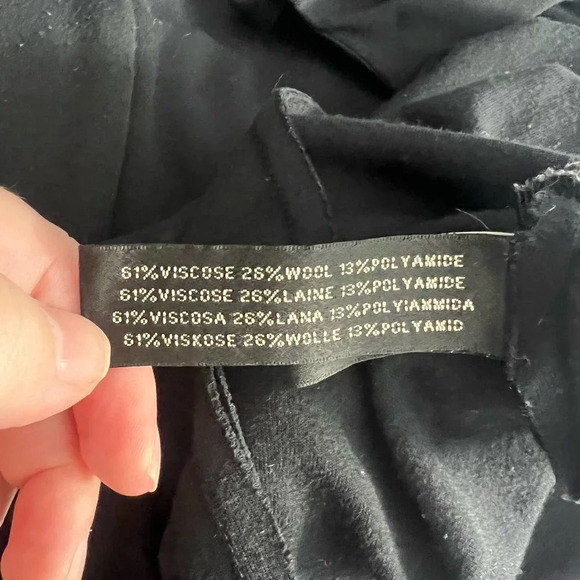 61%VISCOSE 26%WOOL 13%POLYAMIDE
61%VISCOSE 26%LAINE 13%POLYAMIDE
61%VISCOSA 26%LANA 13%POLYIAMMIDA
61%VISKOSE 26%WOLLE 13%POLYAMID